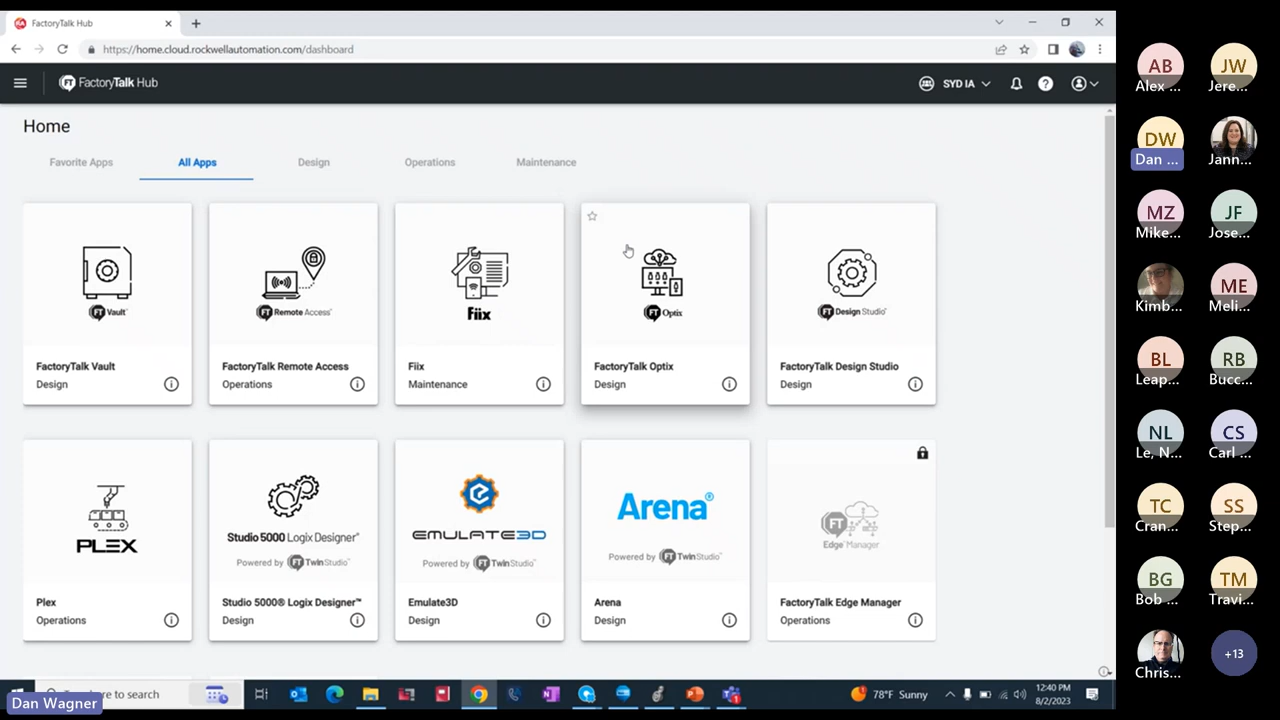 FactoryTalk Hub
https://home.cloud.rockwellautomation.com/dashboard
FT FactoryTalk Hub
SYD IA
Home
Favorite Apps
All Apps
Design
Operations
Maintenance
FT Vault
FactoryTalk Vault
Design
FT Remote Access
FactoryTalk Remote Access
Operations
Fiix
Fiix
Maintenance
FT Optix
FactoryTalk Optix
Design
FT Design Studio
FactoryTalk Design Studio
Design
PLEX
Plex
Operations
Studio 5000 Logix Designer®
Powered by FT TwinStudio™
Studio 5000® Logix Designer™
Design
EMULATE3D
Powered by FT TwinStudio™
Emulate3D
Design
Arena®
Powered by FT TwinStudio™
Arena
Design
FT
Edge Manager
FactoryTalk Edge Manager
Operations
here to search
78°F Sunny
12:40 PM
8/2/2023
Dan Wagner
AB
Alex ...
JW
Jere...
DW
Dan ...
Jann...
MZ
Mike...
JF
Jose...
Kimb...
ME
Meli...
BL
Leap...
RB
Bucc...
NL
Le, N...
CS
Carl ...
TC
Cran...
SS
Step...
BG
Bob ...
TM
Travi...
Chris...
+13